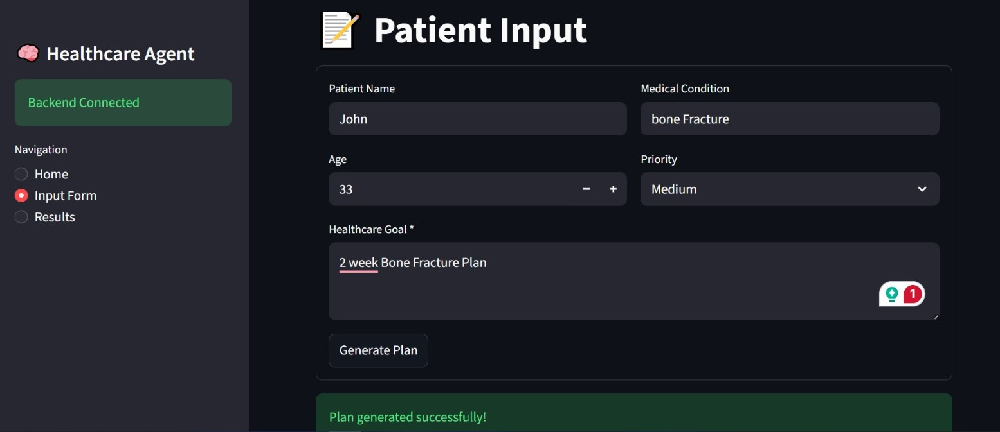 Healthcare Agent
Backend Connected
Navigation
Home
Input Form
Results
Patient Input
Patient Name
Medical Condition
John
bone Fracture
Age
Priority
33
Medium
Healthcare Goal *
2 week Bone Fracture Plan
1
Generate Plan
Plan generated successfully!